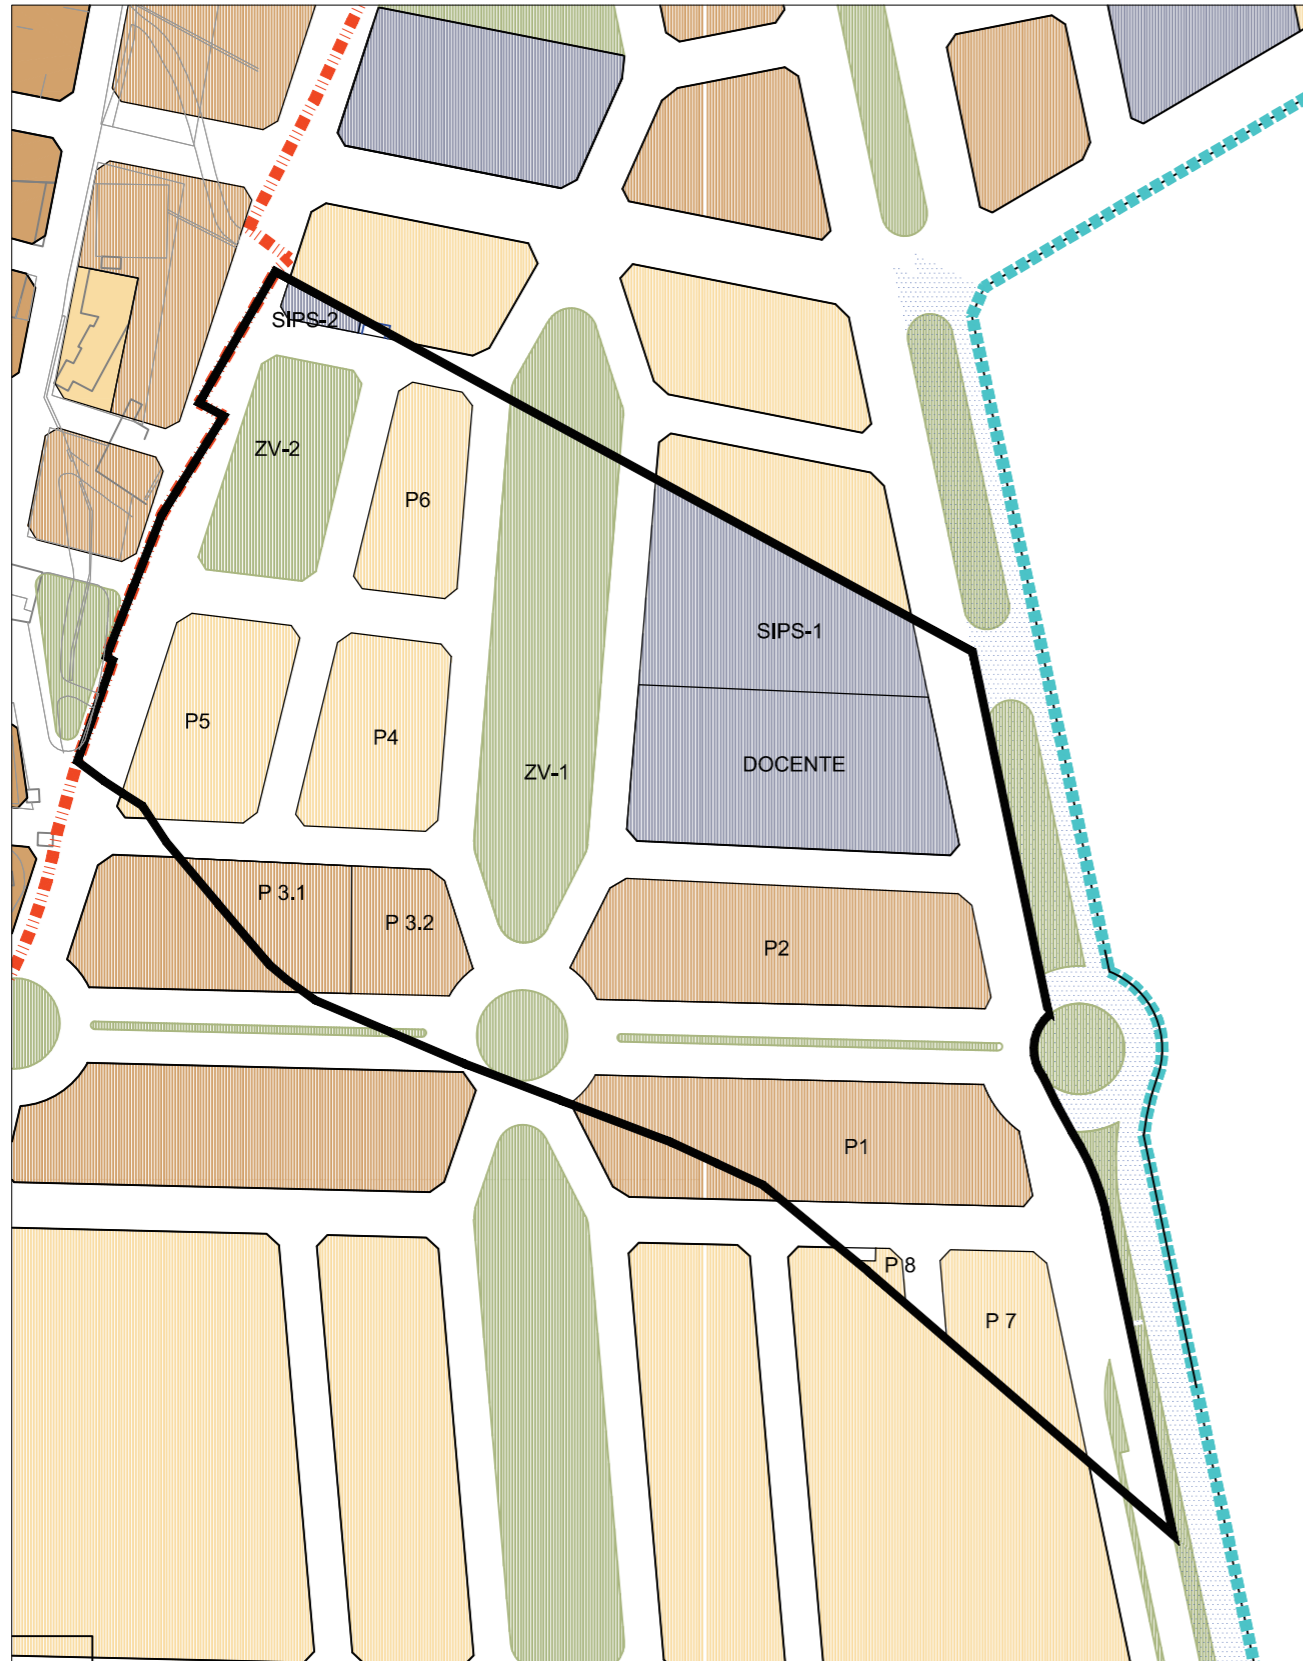 SIPS-2
ZV-2
P6
SIPS-1
P5
P4
DOCENTE
ZV-1
P 3.1
P 3.2
P2
P1
P 8
P 7